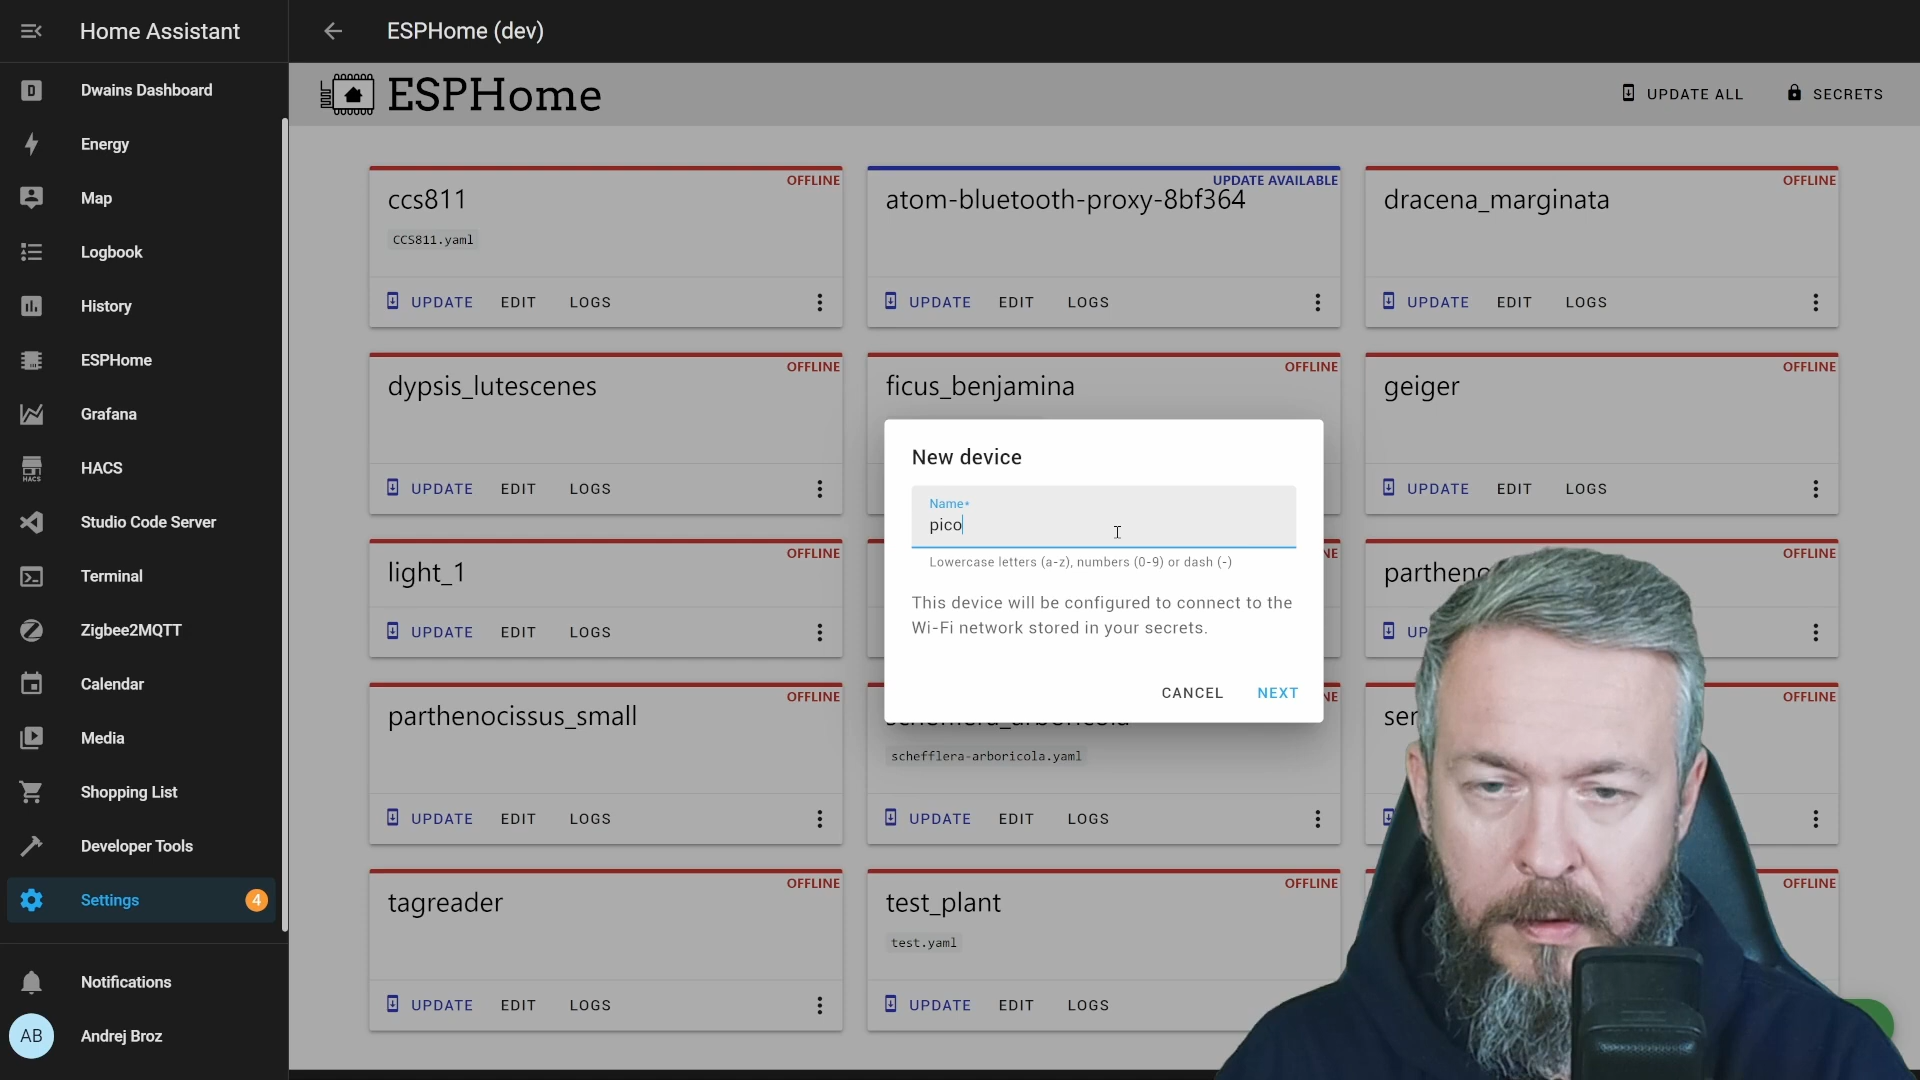 Home Assistant
ESPHome (dev)
ESPHome
UPDATE ALL
SECRETS
D
Dwains Dashboard
Energy
Map
Logbook
History
ESPHome
Grafana
HACS
HACS
Studio Code Server
Terminal
Zigbee2MQTT
Calendar
Media
Shopping List
Developer Tools
Settings
4
Notifications
AB
Andrej Broz
OFFLINE
ccs811
CCS811.yaml
UPDATE EDIT LOGS
UPDATE AVAILABLE
atom-bluetooth-proxy-8bf364
UPDATE EDIT LOGS
OFFLINE
dracena_marginata
UPDATE EDIT LOGS
OFFLINE
dypsis_lutescenes
UPDATE EDIT LOGS
OFFLINE
ficus_benjamina
OFFLINE
geiger
UPDATE EDIT LOGS
New device
Name*
pico
Lowercase letters (a-z), numbers (0-9) or dash (-)
This device will be configured to connect to the
Wi-Fi network stored in your secrets.
CANCEL
NEXT
OFFLINE
light_1
UPDATE EDIT LOGS
NE
OFFLINE
partheno
UP
OFFLINE
parthenocissus_small
UPDATE EDIT LOGS
NE
schefflera-arboricola.yaml
UPDATE EDIT LOGS
OFFLINE
ser
OFFLINE
tagreader
UPDATE EDIT LOGS
OFFLINE
test_plant
test.yaml
UPDATE EDIT LOGS
OFFLINE